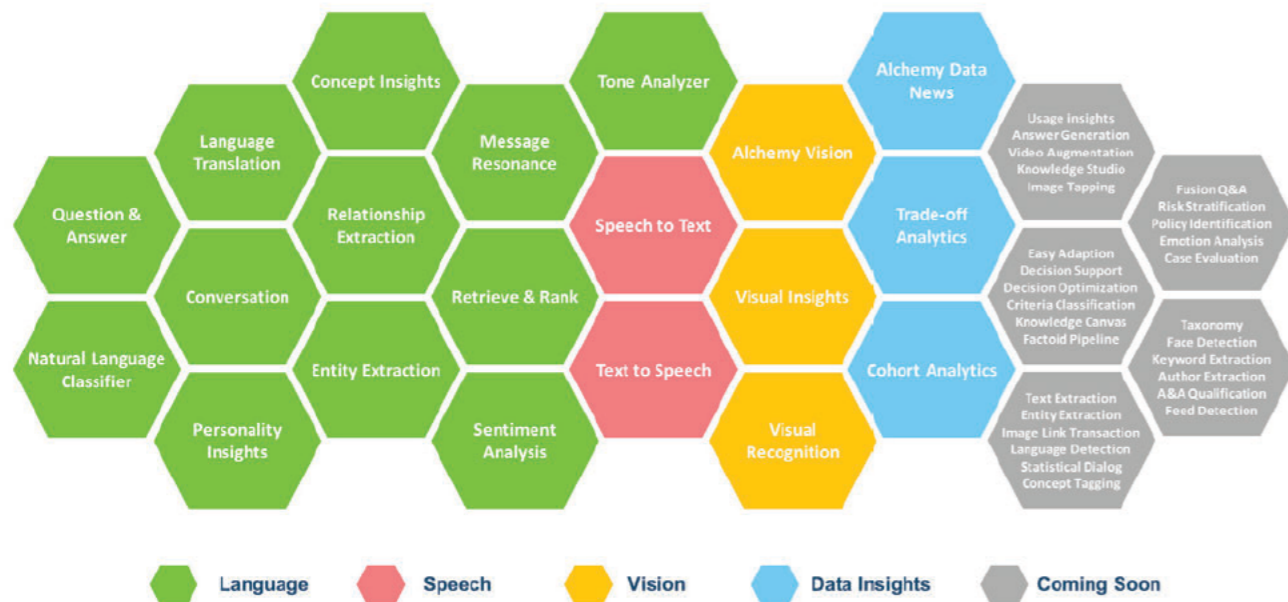 Question &
Answer
Natural Language
Classifier
Language
Translation
Conversation
Personality
Insights
Concept Insights
Relationship
Extraction
Entity Extraction
Message
Resonance
Retrieve & Rank
Sentiment
Analysis
Tone Analyzer
Speech to Text
Text to Speech
Alchemy Vision
Visual Insights
Visual
Recognition
Alchemy Data
News
Trade-off
Analytics
Cohort Analytics
Usage insights
Answer Generation
Video Augmentation
Knowledge Studio
Image Tapping
Easy Adaption
Decision Support
Decision Optimization
Criteria Classification
Knowledge Canvas
Factoid Pipeline
Text Extraction
Entity Extraction
Image Link Transaction
Language Detection
Statistical Dialog
Concept Tagging
Fusion Q&A
Risk Stratification
Policy Identification
Emotion Analysis
Case Evaluation
Taxonomy
Face Detection
Keyword Extraction
Author Extraction
A&A Qualification
Feed Detection
Language
Speech
Vision
Data Insights
Coming Soon